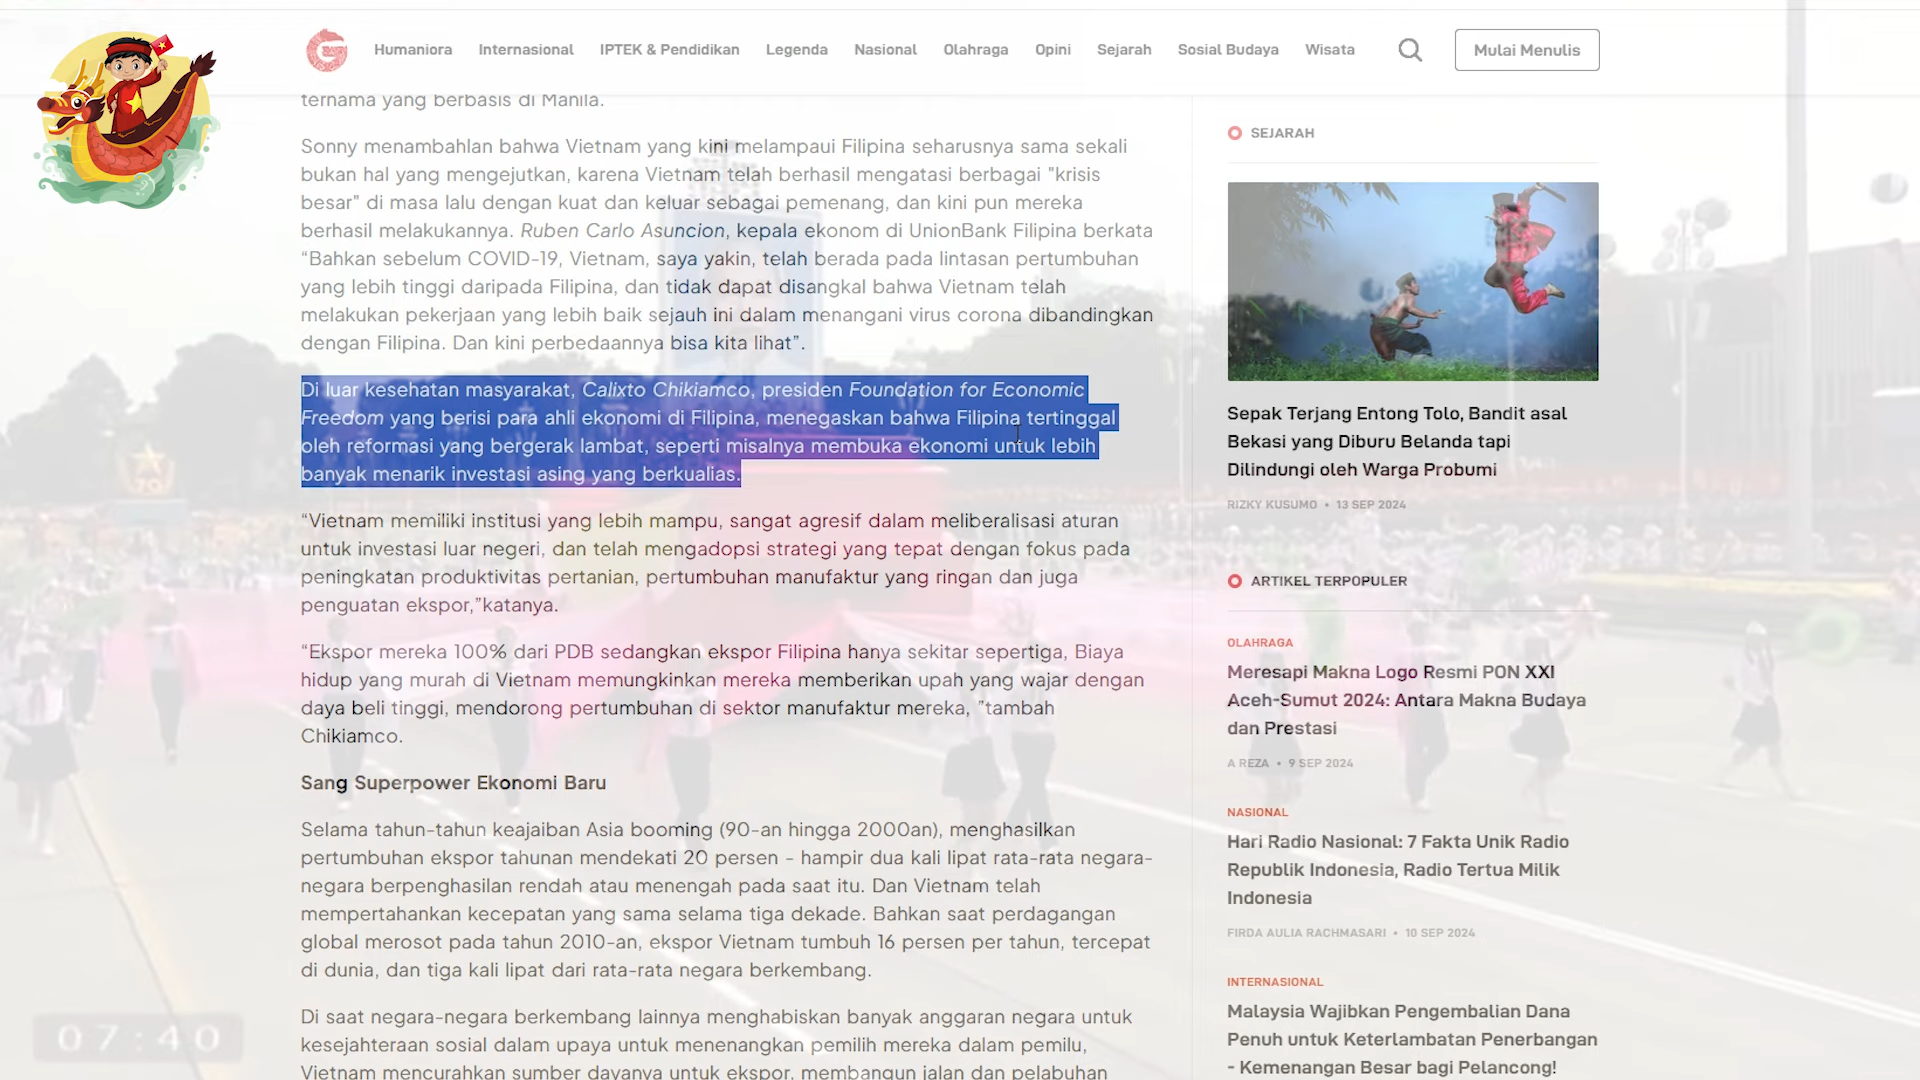 Humaniora Internasional IPTEK & Pendidikan Legenda Nasional Olahraga Opini Sejarah Sosial Budaya Wisata Mulai Menulis
ternama yang berbasis di Manila.
Sonny menambahlan bahwa Vietnam yang kini melampaui Filipina seharusnya sama sekali
bukan hal yang mengejutkan, karena Vietnam telah berhasil mengatasi berbagai "krisis
besar" di masa lalu dengan kuat dan keluar sebagai pemenang, dan kini pun mereka
berhasil melakukannya. Ruben Carlo Asuncion, kepala ekonom di UnionBank Filipina berkata
“Bahkan sebelum COVID-19, Vietnam, saya yakin, telah berada pada lintasan pertumbuhan
yang lebih tinggi daripada Filipina, dan tidak dapat disangkal bahwa Vietnam telah
melakukan pekerjaan yang lebih baik sejauh ini dalam menangani virus corona dibandingkan
dengan Filipina. Dan kini perbedaannya bisa kita lihat”.
Di luar kesehatan masyarakat, Calixto Chikiamco, presiden Foundation for Economic
Freedom yang berisi para ahli ekonomi di Filipina, menegaskan bahwa Filipina tertinggal
oleh reformasi yang bergerak lambat, seperti misalnya membuka ekonomi untuk lebih
banyak menarik investasi asing yang berkualias.
“Vietnam memiliki institusi yang lebih mampu, sangat agresif dalam meliberalisasi aturan
untuk investasi luar negeri, dan telah mengadopsi strategi yang tepat dengan fokus pada
peningkatan produktivitas pertanian, pertumbuhan manufaktur yang ringan dan juga
penguatan ekspor,”katanya.
“Ekspor mereka 100% dari PDB sedangkan ekspor Filipina hanya sekitar sepertiga, Biaya
hidup yang murah di Vietnam memungkinkan mereka memberikan upah yang wajar dengan
daya beli tinggi, mendorong pertumbuhan di sektor manufaktur mereka, ”tambah
Chikiamco.
Sang Superpower Ekonomi Baru
Selama tahun-tahun keajaiban Asia booming (90-an hingga 2000an), menghasilkan
pertumbuhan ekspor tahunan mendekati 20 persen - hampir dua kali lipat rata-rata negara-
negara berpenghasilan rendah atau menengah pada saat itu. Dan Vietnam telah
mempertahankan kecepatan yang sama selama tiga dekade. Bahkan saat perdagangan
global merosot pada tahun 2010-an, ekspor Vietnam tumbuh 16 persen per tahun, tercepat
di dunia, dan tiga kali lipat dari rata-rata negara berkembang.
Di saat negara-negara berkembang lainnya menghabiskan banyak anggaran negara untuk
kesejahteraan sosial dalam upaya untuk menenangkan pemilih mereka dalam pemilu,
Vietnam mencurahkan sumber dayanya untuk ekspor, membangun jalan dan pelabuhan
SEJARAH
Sepak Terjang Entong Tolo, Bandit asal
Bekasi yang Diburu Belanda tapi
Dilindungi oleh Warga Probumi
RIZKY KUSUMO • 13 SEP 2024
ARTIKEL TERPOPULER
OLAHRAGA
Meresapi Makna Logo Resmi PON XXI
Aceh-Sumut 2024: Antara Makna Budaya
dan Prestasi
A REZA • 9 SEP 2024
NASIONAL
Hari Radio Nasional: 7 Fakta Unik Radio
Republik Indonesia, Radio Tertua Milik
Indonesia
FIRDA AULIA RACHMASARI • 10 SEP 2024
INTERNASIONAL
Malaysia Wajibkan Pengembalian Dana
Penuh untuk Keterlambatan Penerbangan
- Kemenangan Besar bagi Pelancong!
07:40
70